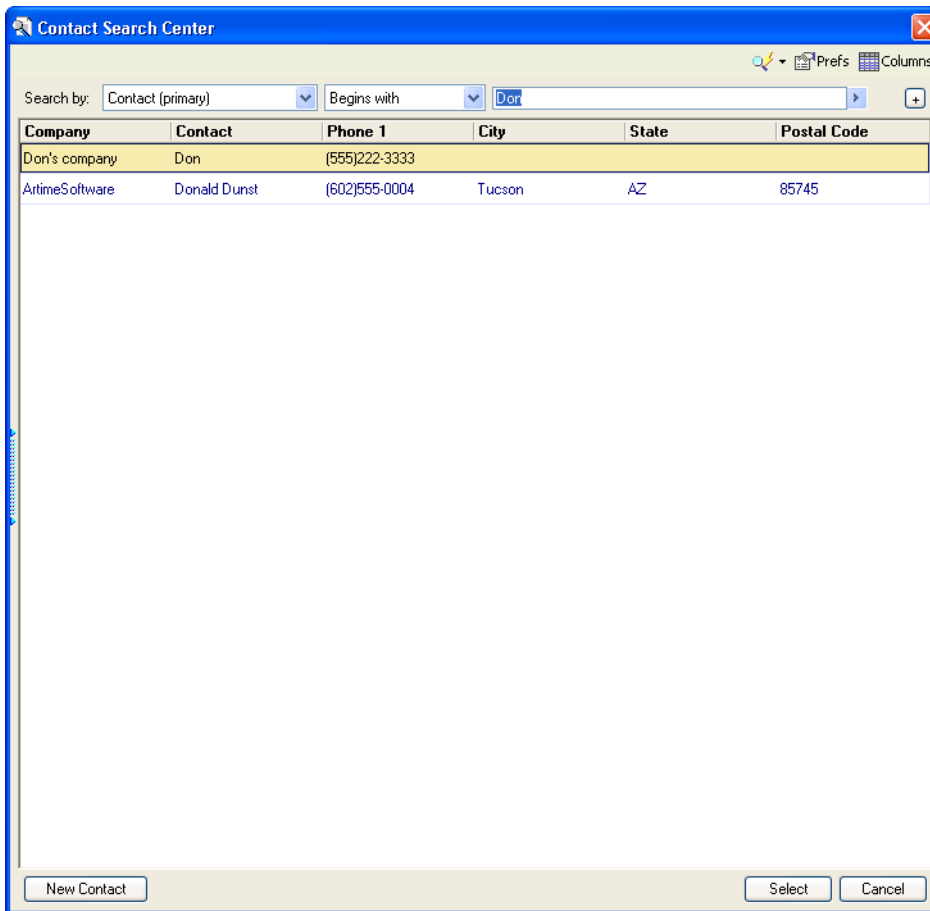 Contact Search Center
Prefs Columns
Search by: Contact (primary) Begins with Don +
Company Contact Phone 1 City State Postal Code
Don's company Don (555)222-3333
ArtimeSoftware Donald Dunst (602)555-0004 Tucson AZ 85745
New Contact Select Cancel